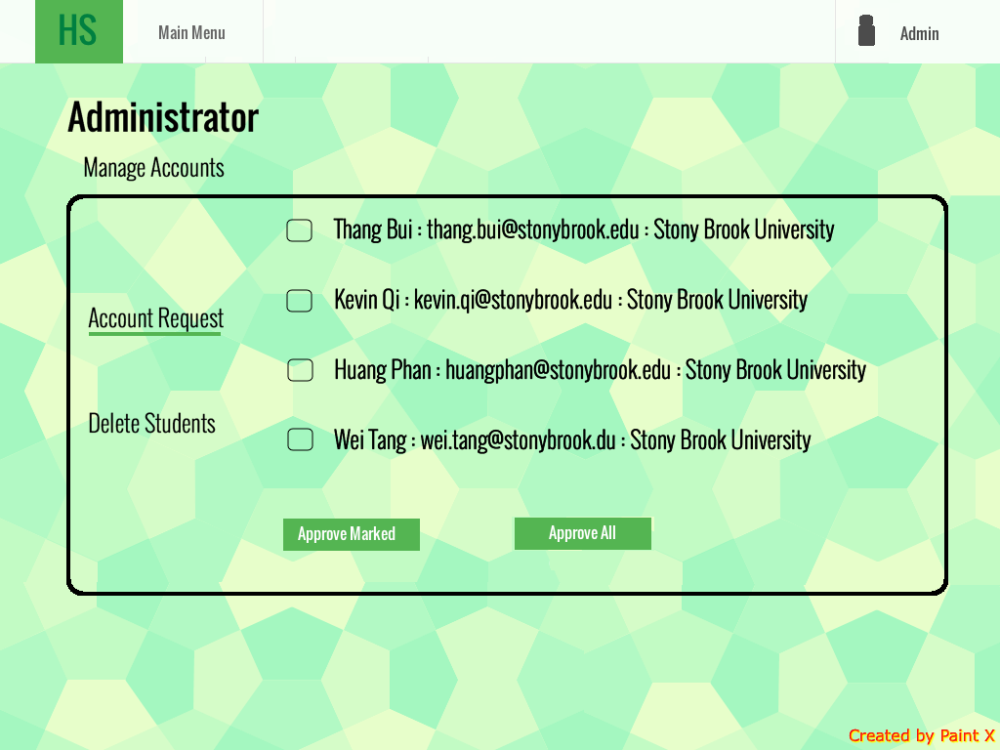 HS
Main Menu
Admin
Administrator
Manage Accounts
Thang Bui : thang.bui@stonybrook.edu : Stony Brook University
Kevin Qi : kevin.qi@stonybrook.edu : Stony Brook University
Account Request
Huang Phan : huangphan@stonybrook.edu : Stony Brook University
Delete Students
Wei Tang : wei.tang@stonybrook.du : Stony Brook University
Approve Marked
Approve All
Created by Paint X